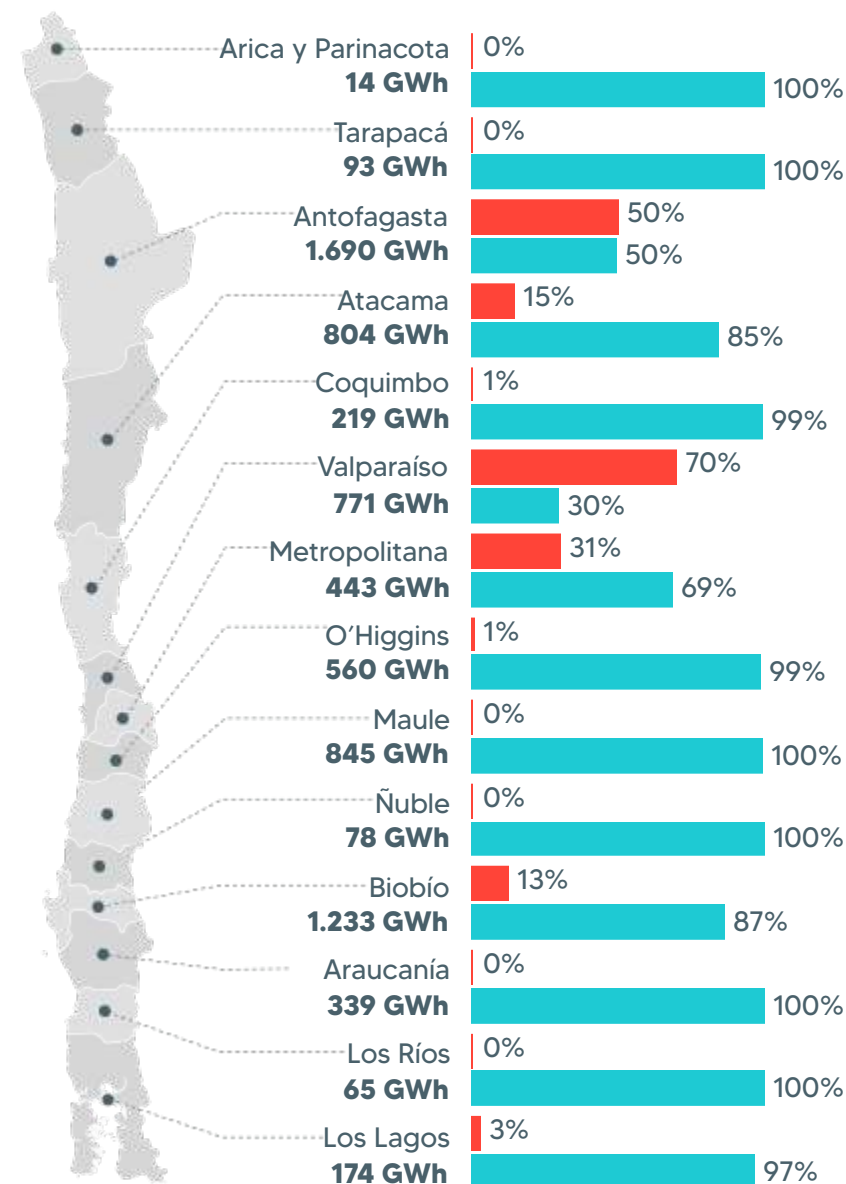 Arica y Parinacota 0%
14 GWh 100%
Tarapacá 0%
93 GWh 100%
Antofagasta 50%
1.690 GWh 50%
Atacama 15%
804 GWh 85%
Coquimbo 1%
219 GWh 99%
Valparaíso 70%
771 GWh 30%
Metropolitana 31%
443 GWh 69%
O'Higgins 1%
560 GWh 99%
Maule 0%
845 GWh 100%
Ñuble 0%
78 GWh 100%
Biobío 13%
1.233 GWh 87%
Araucanía 0%
339 GWh 100%
Los Ríos 0%
65 GWh 100%
Los Lagos 3%
174 GWh 97%